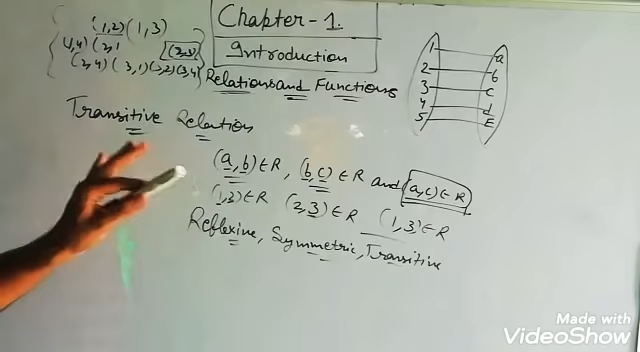 Chapter-1.
Introduction
Relations and Functions
(1,2) (1,3)
(1,4) (2,1 (2,3)
(2,4) (3,1) (3,2) (3,4)
1 a
2 b
3 c
4 d
5 E
Transitive Relation
(a,b)∈R, (b,c)∈R and (a,c)∈R
(1,2)∈R (2,3)∈R (1,3)∈R
Reflexive, Symmetric, Transitive
Made with
VideoShow